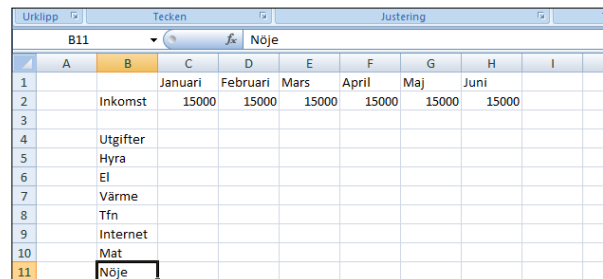 Urklipp Tecken Justering
B11 fx Nöje
A B C D E F G H I
1 Januari Februari Mars April Maj Juni
2 Inkomst 15000 15000 15000 15000 15000 15000
3
4 Utgifter
5 Hyra
6 El
7 Värme
8 Tfn
9 Internet
10 Mat
11 Nöje